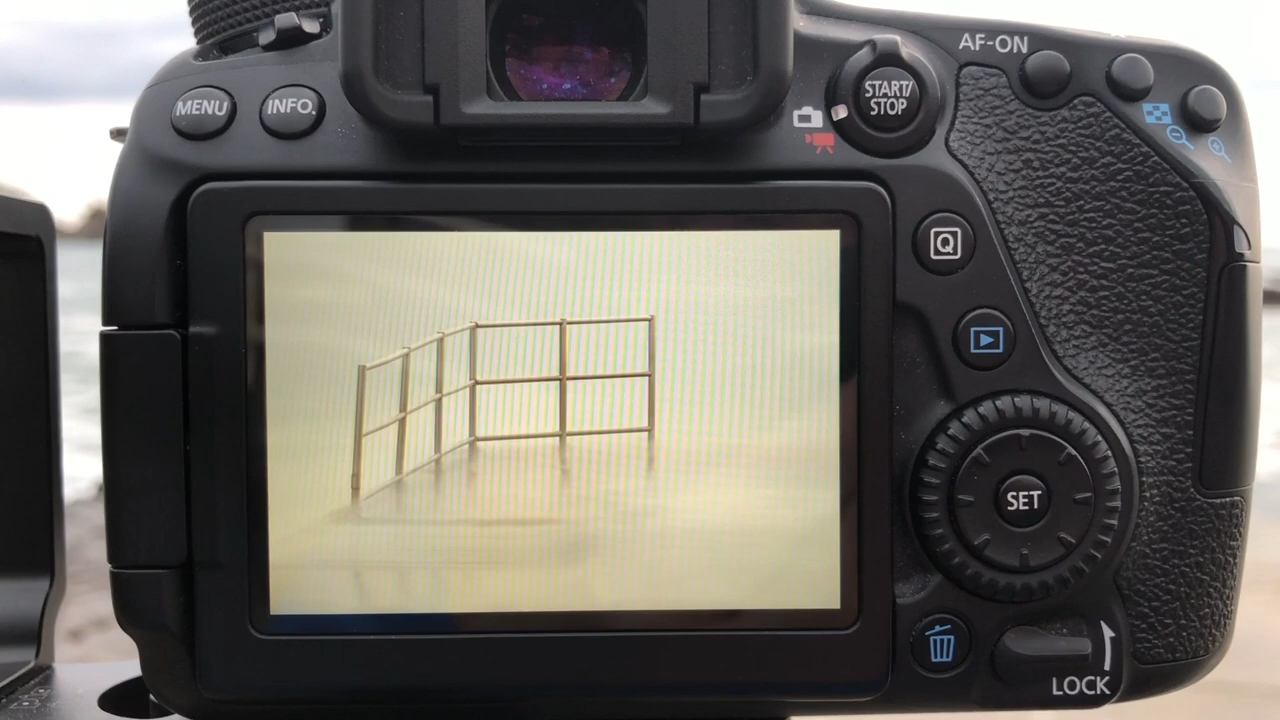 AF-ON
MENU
INFO.
START/
STOP
Q
SET
LOCK